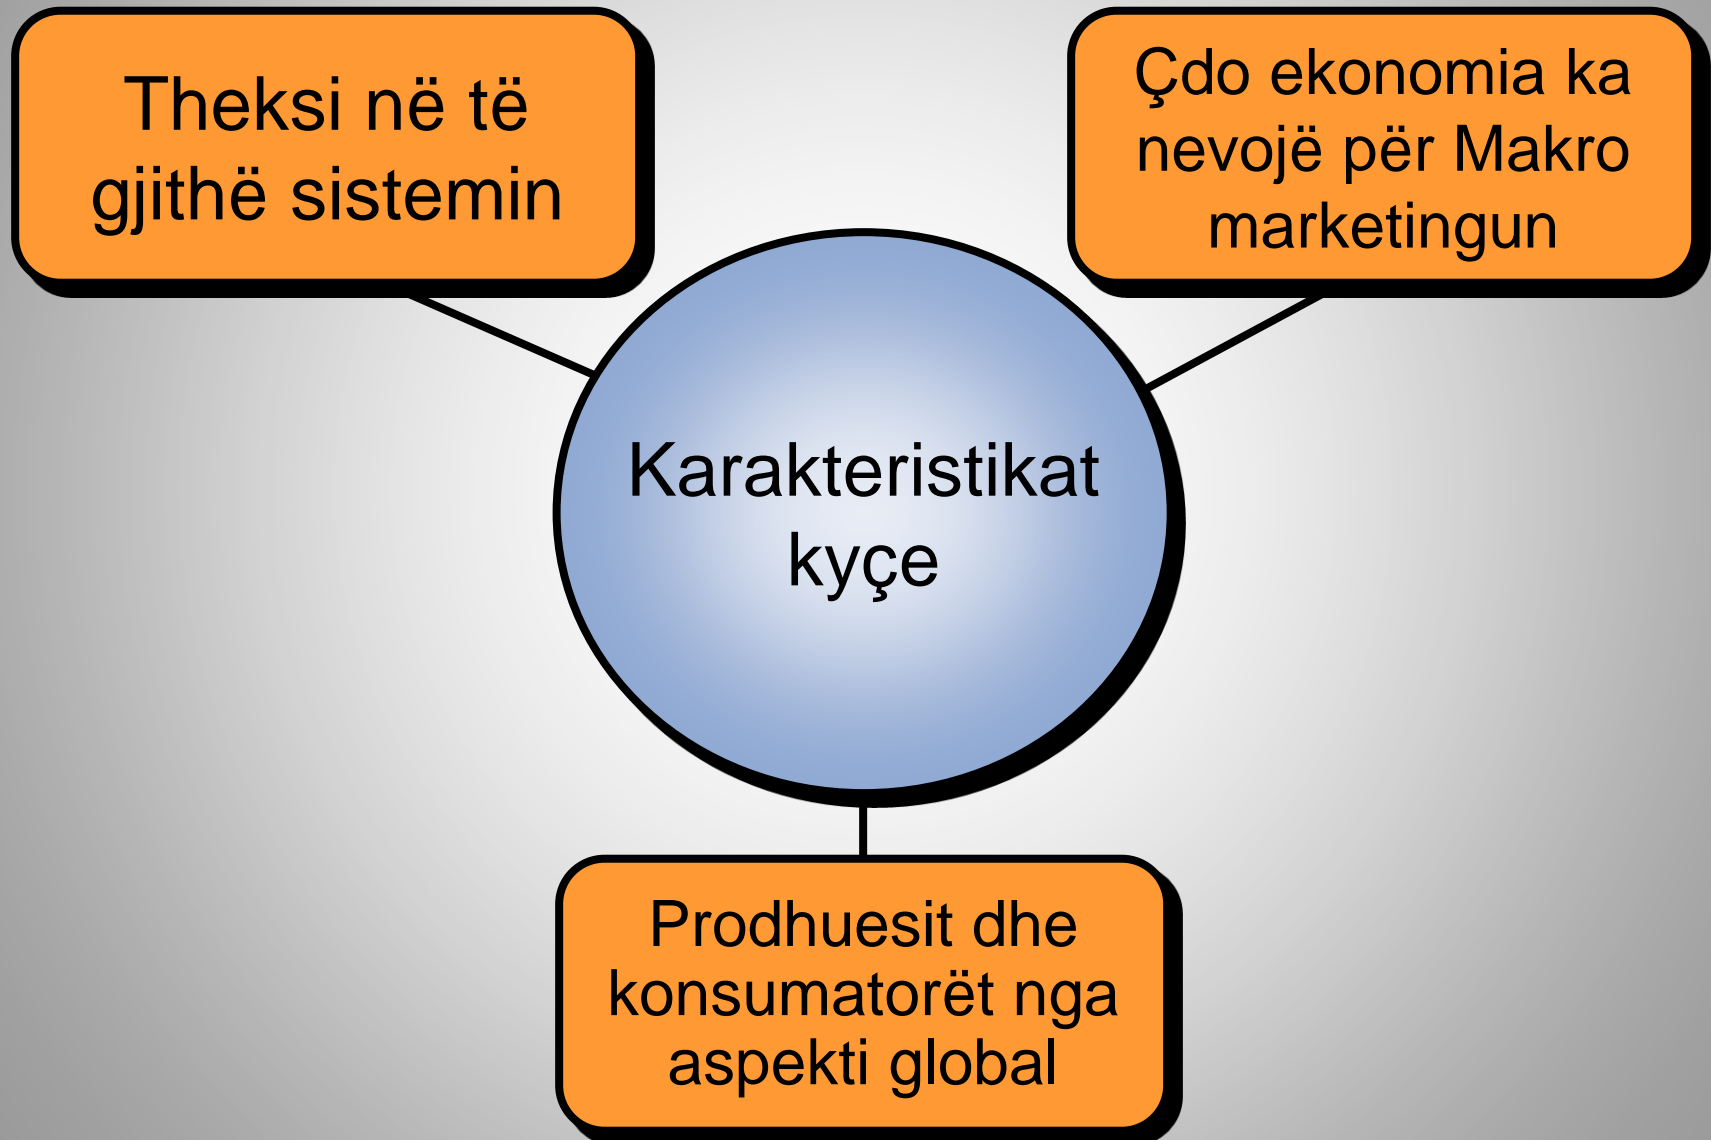 Theksi në të
gjithë sistemin
Çdo ekonomia ka
nevojë për Makro
marketingun
Karakteristikat
kyçe
Prodhuesit dhe
konsumatorët nga
aspekti global